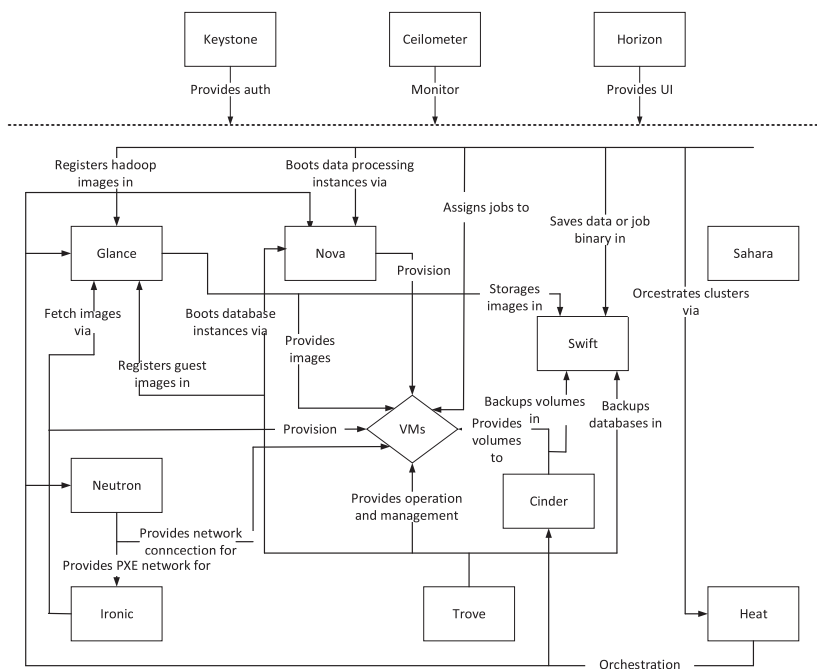 Keystone
Ceilometer
Horizon
Provides auth
Monitor
Provides UI
Registers hadoop
images in
Boots data processing
instances via
Assigns jobs to
Saves data or job
binary in
Glance
Nova
Sahara
Provision
Storages
images in
Orcestrates clusters
via
Fetch images
via
Boots database
instances via
Provides
images
Swift
Registers guest
images in
Backups volumes
in
Backups
databases in
Provision
VMs
Provides
volumes
to
Neutron
Provides operation
and management
Cinder
Provides network
conncection for
Provides PXE network for
Ironic
Trove
Heat
Orchestration